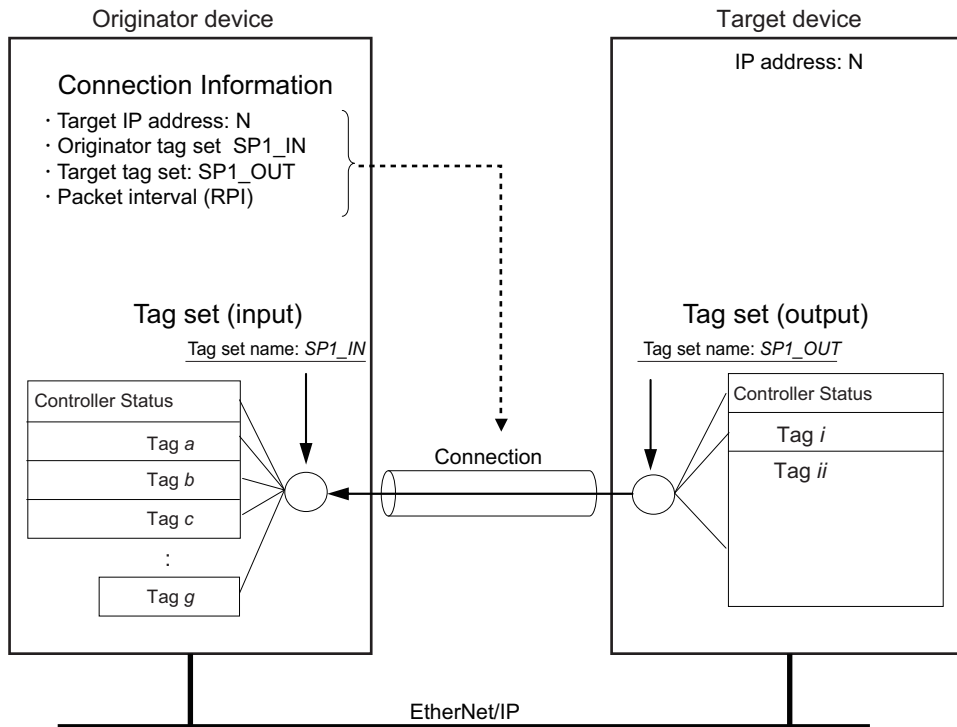 Originator device
Connection Information
· Target IP address: N
· Originator tag set SP1_IN
· Target tag set: SP1_OUT
· Packet interval (RPI)
Tag set (input)
Tag set name: SP1_IN
Controller Status
Tag a
Tag b
Tag c
:
Tag g
Connection
Target device
IP address: N
Tag set (output)
Tag set name: SP1_OUT
Controller Status
Tag i
Tag ii
EtherNet/IP